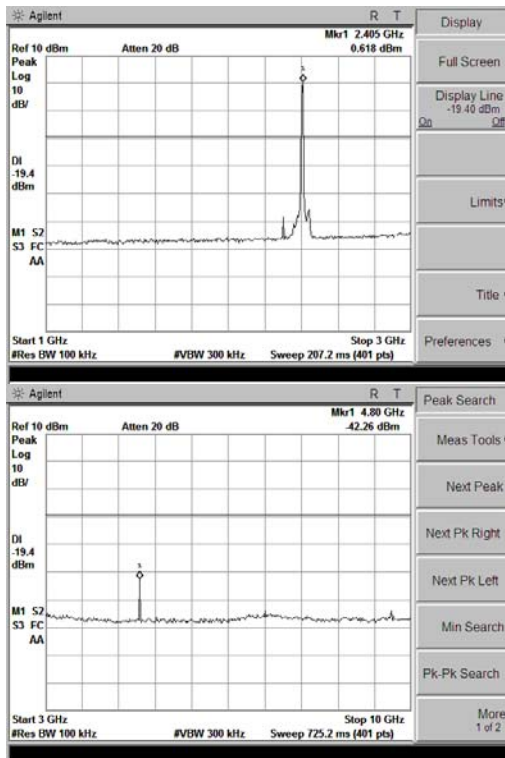 Agilent R T
Mkr1 2.405 GHz
Ref 10 dBm Atten 20 dB 0.618 dBm
Peak
Log
10
dB/
1
DI
-19.4
dBm
M1 S2
S3 FC
AA
Start 1 GHz Stop 3 GHz
#Res BW 100 kHz #VBW 300 kHz Sweep 207.2 ms (401 pts)
Display
Full Screen
Display Line
-19.40 dBm
On Off
Limits
Title
Preferences
Agilent R T
Mkr1 4.80 GHz
Ref 10 dBm Atten 20 dB -42.26 dBm
Peak
Log
10
dB/
1
DI
-19.4
dBm
M1 S2
S3 FC
AA
Start 3 GHz Stop 10 GHz
#Res BW 100 kHz #VBW 300 kHz Sweep 725.2 ms (401 pts)
Peak Search
Meas Tools
Next Peak
Next Pk Right
Next Pk Left
Min Search
Pk-Pk Search
More
1 of 2